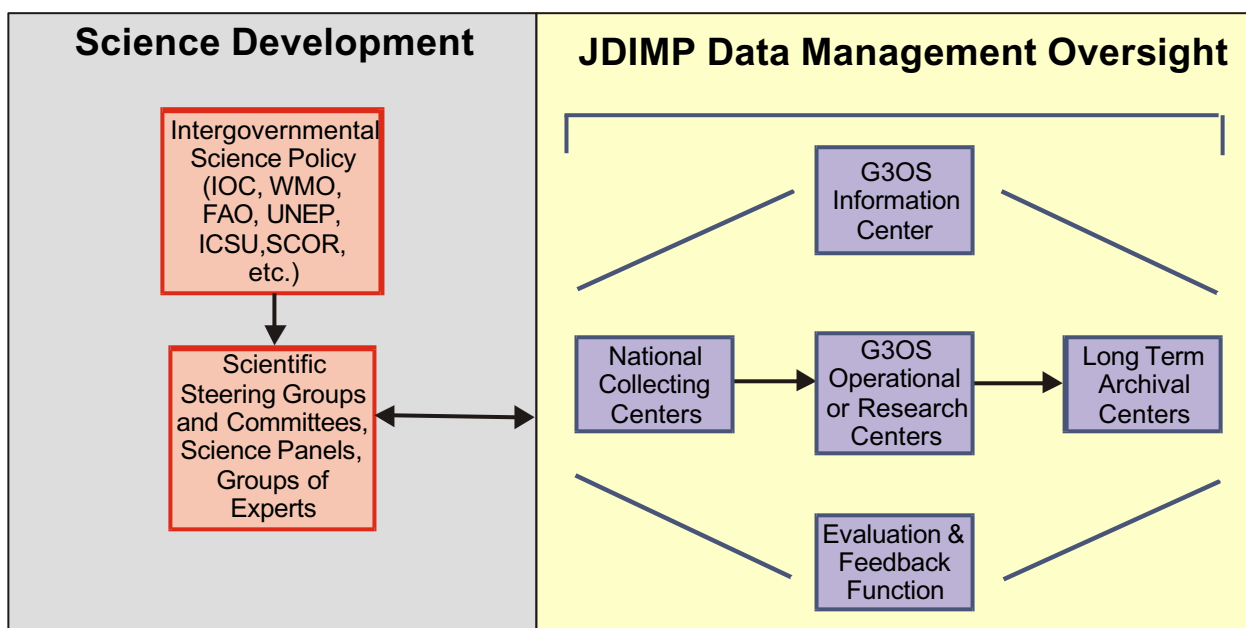 Science Development
Intergovernmental
Science Policy
(IOC, WMO,
FAO, UNEP,
ICSU,SCOR,
etc.)
Scientific
Steering Groups
and Committees,
Science Panels,
Groups of
Experts
JDIMP Data Management Oversight
G3OS
Information
Center
National
Collecting
Centers
G3OS
Operational
or Research
Centers
Long Term
Archival
Centers
Evaluation &
Feedback
Function